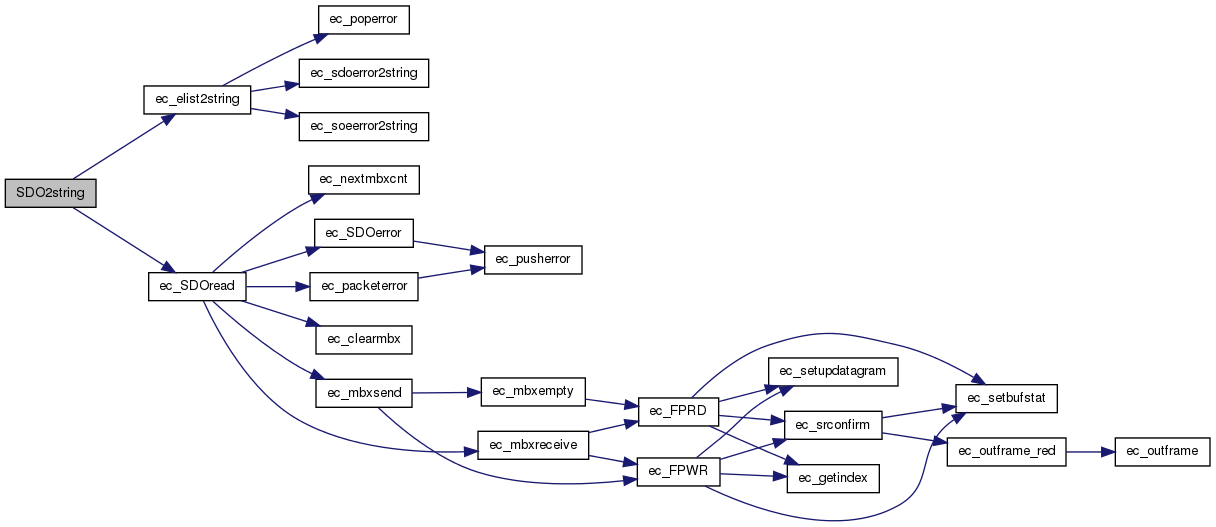 SDO2string
ec_elist2string
ec_poperror
ec_sdoerror2string
ec_soeerror2string
ec_SDOread
ec_nextmbxcnt
ec_SDOerror
ec_packeterror
ec_pusherror
ec_clearmbx
ec_mbxsend
ec_mbxempty
ec_mbxreceive
ec_FPRD
ec_FPWR
ec_setupdatagram
ec_srconfirm
ec_getindex
ec_setbufstat
ec_outframe_red
ec_outframe